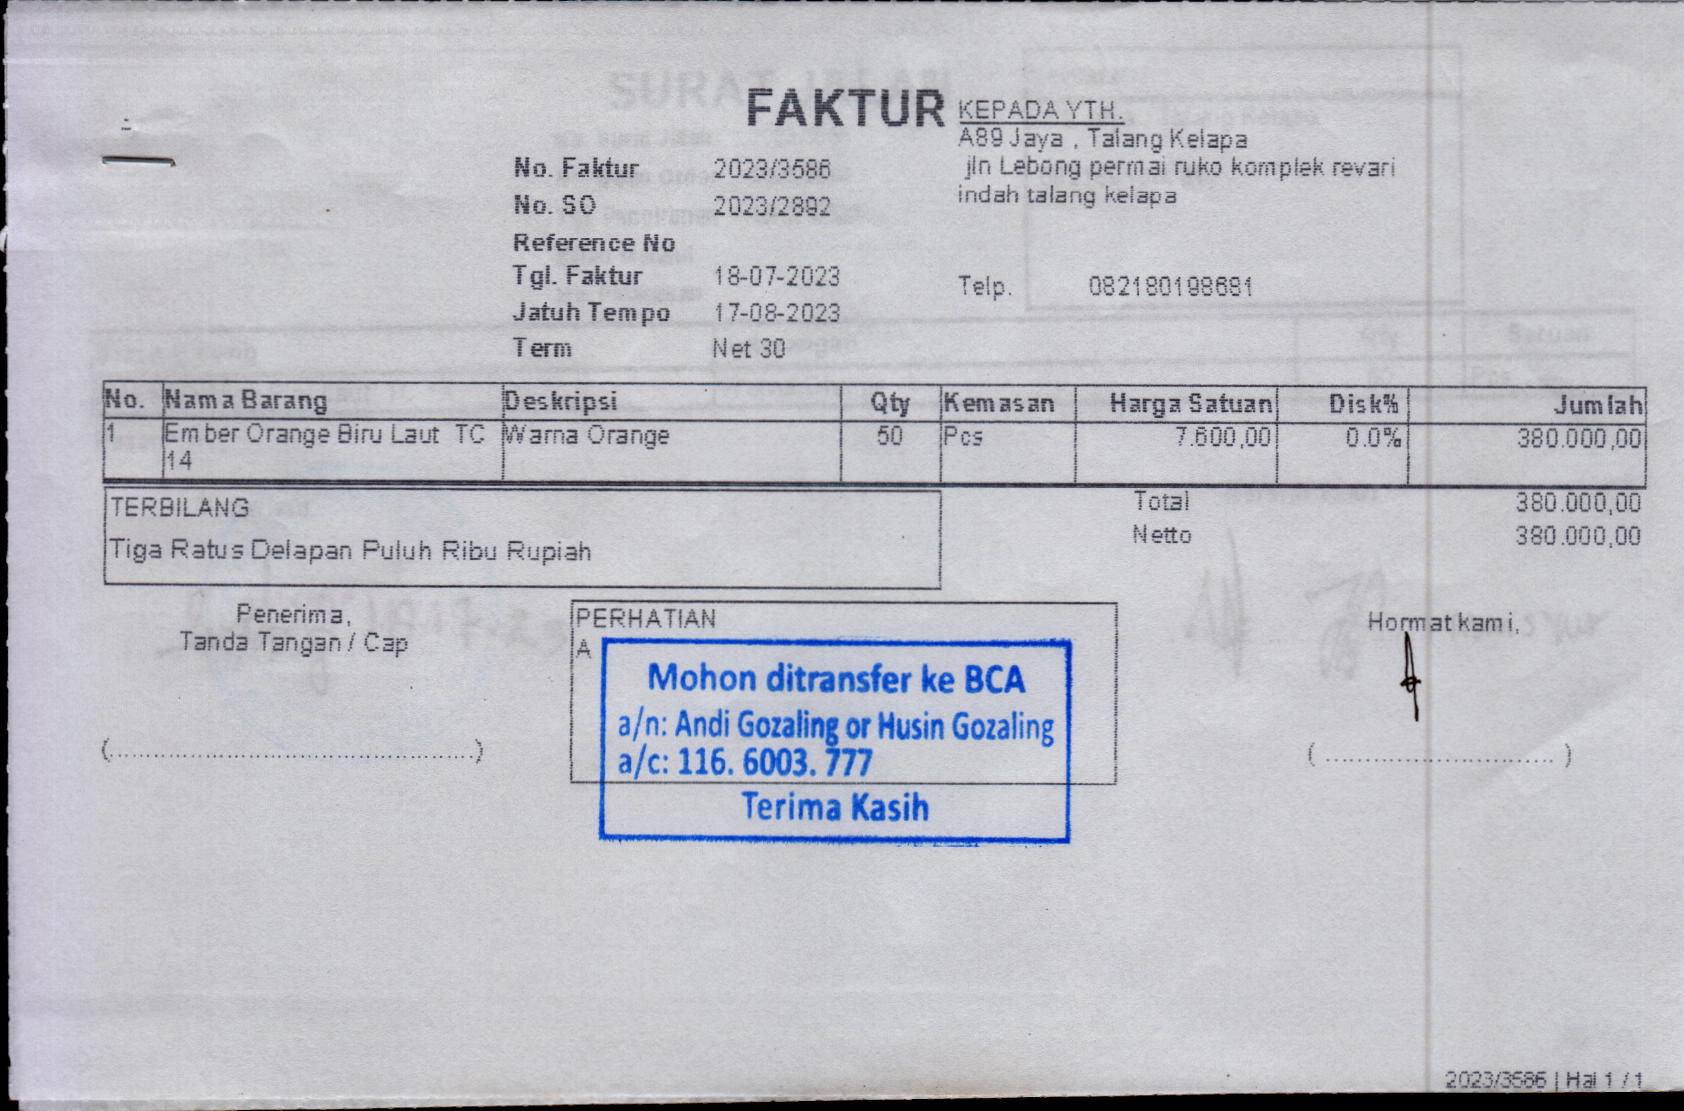 FAKTUR
No. Faktur 2023/3586
No. SO 2023/2892
Reference No
Tgl. Faktur 18-07-2023
Jatuh Tempo 17-08-2023
Term Net 30
KEPADA YTH.
A89 Jaya , Talang Kelapa
jln Lebong permai ruko komplek revari
indah talang kelapa
Telp. 082180198681
No. Nama Barang Deskripsi Qty Kemasan Harga Satuan Disk% Jumlah
1 Ember Orange Biru Laut TC Warna Orange 50 Pcs 7.600,00 0.0% 380.000,00
14
TERBILANG
Tiga Ratus Delapan Puluh Ribu Rupiah
Total 380.000,00
Netto 380.000,00
Penerima,
Tanda Tangan / Cap
(............................................)
PERHATIAN
A
Mohon ditransfer ke BCA
a/n: Andi Gozaling or Husin Gozaling
a/c: 116. 6003. 777
Terima Kasih
Hormat kami,
( ............................ )
2023/3586 | Hal 1 / 1